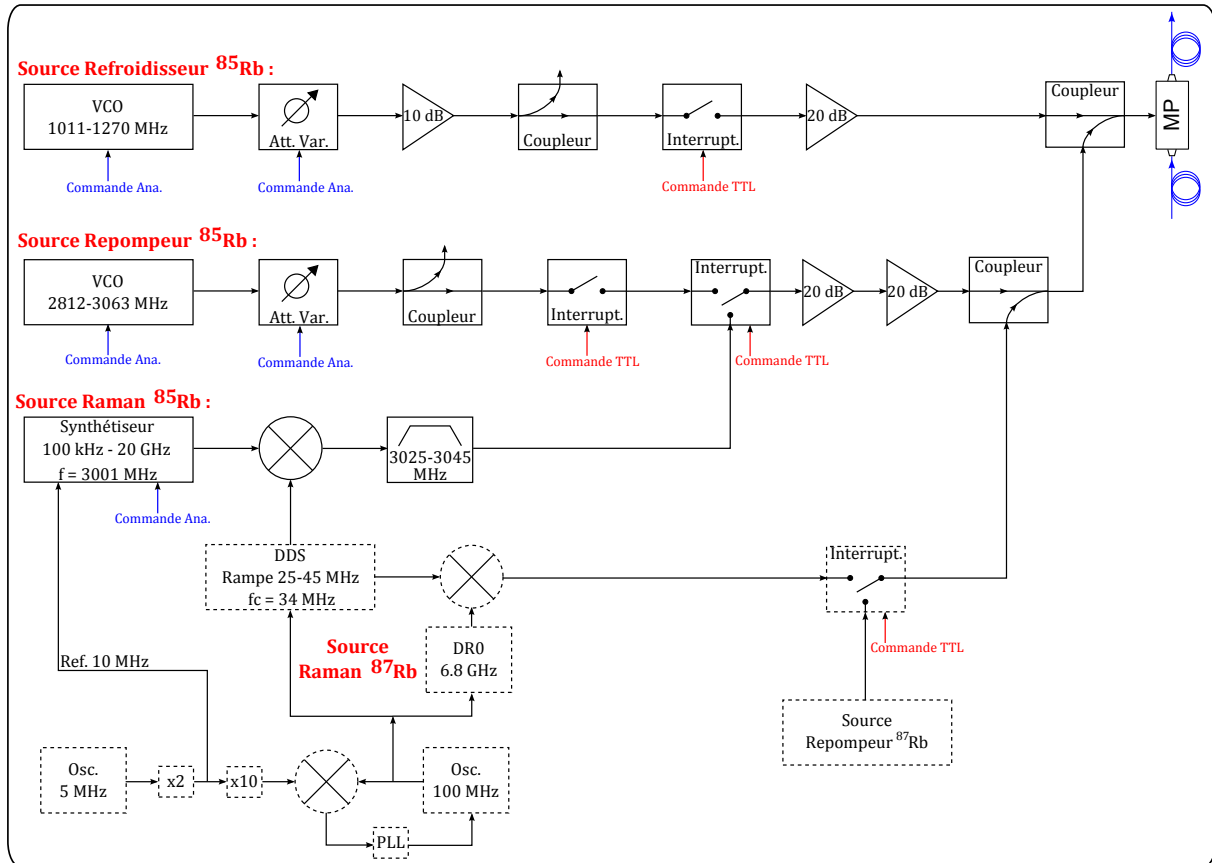 Source Refroidisseur ⁸⁵Rb :
VCO
1011-1270 MHz
Commande Ana.
Att. Var.
Commande Ana.
10 dB
Coupleur
Interrupt.
Commande TTL
20 dB
Coupleur
MP
Source Repompeur ⁸⁵Rb :
VCO
2812-3063 MHz
Commande Ana.
Att. Var.
Commande Ana.
Coupleur
Interrupt.
Commande TTL
Interrupt.
Commande TTL
20 dB
20 dB
Coupleur
Source Raman ⁸⁵Rb :
Synthétiseur
100 kHz - 20 GHz
f = 3001 MHz
Commande Ana.
3025-3045
MHz
DDS
Rampe 25-45 MHz
fc = 34 MHz
Source
Raman ⁸⁷Rb
DR0
6.8 GHz
Interrupt.
Commande TTL
Source
Repompeur ⁸⁷Rb
Ref. 10 MHz
Osc.
5 MHz
x2
x10
Osc.
100 MHz
PLL